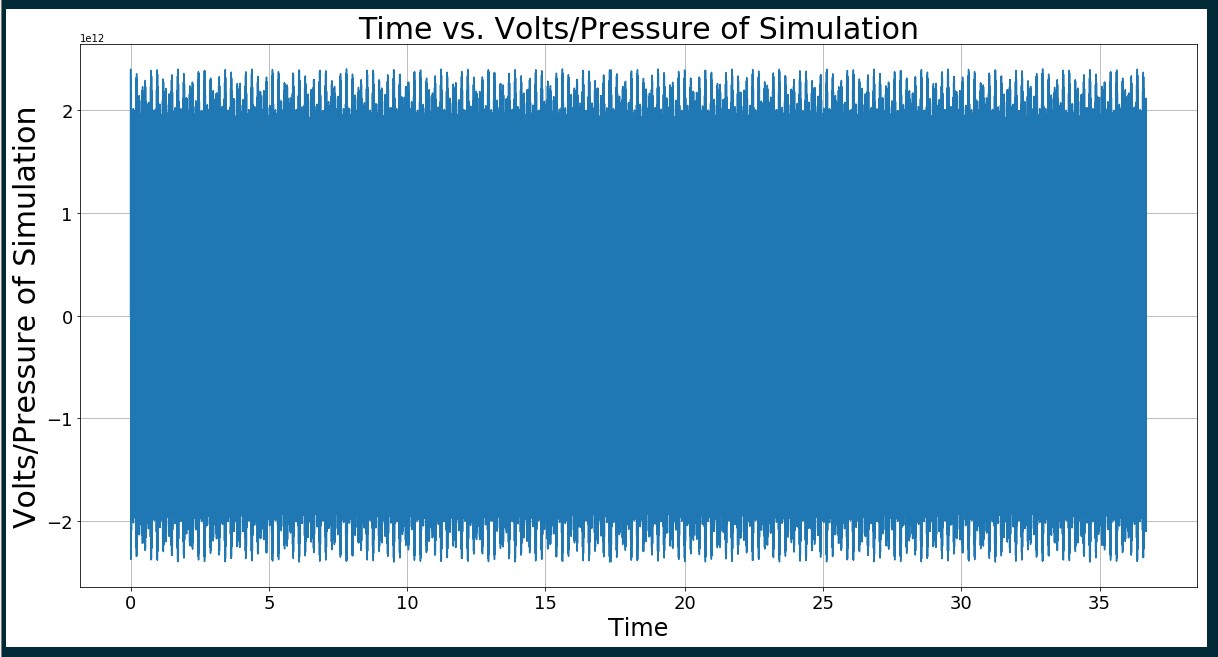 Time vs. Volts/Pressure of Simulation
1e12
Volts/Pressure of Simulation
2
1
0
−1
−2
0 5 10 15 20 25 30 35
Time